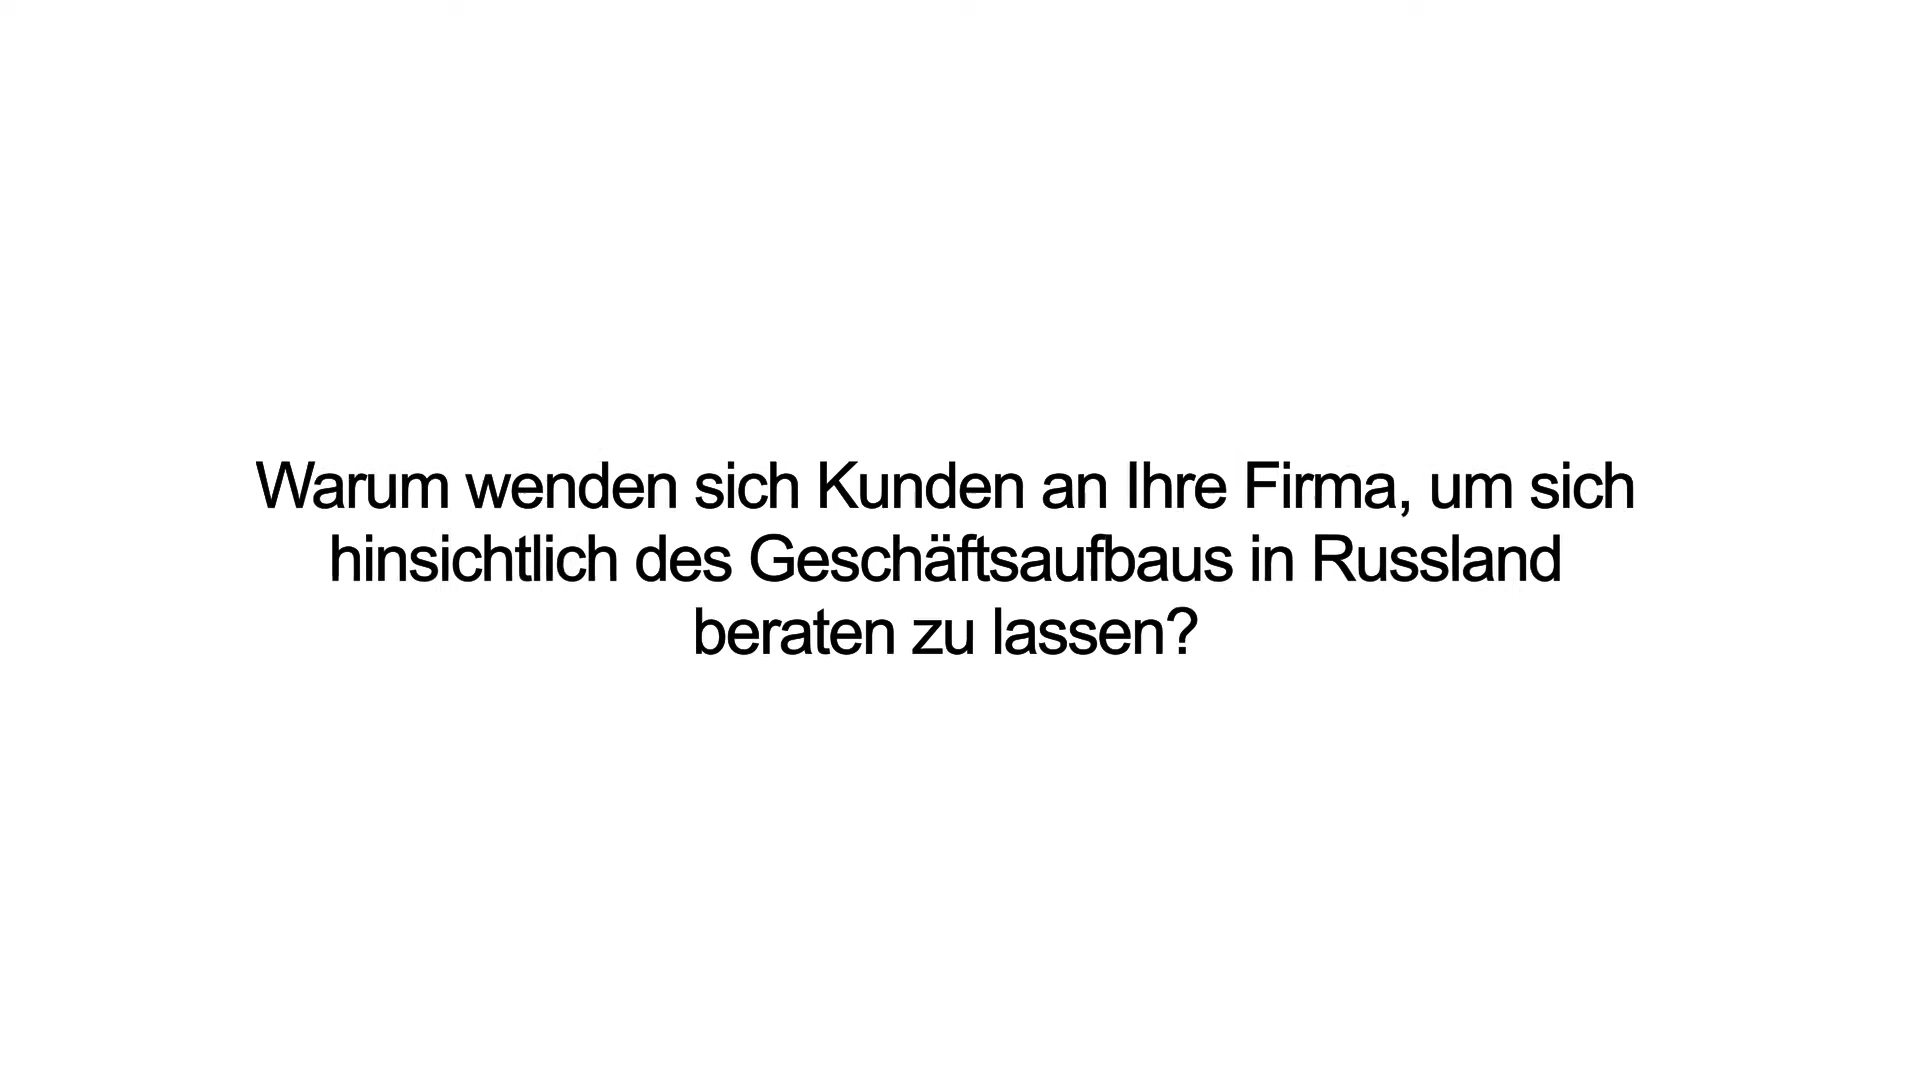 Warum wenden sich Kunden an Ihre Firma, um sich
hinsichtlich des Geschäftsaufbaus in Russland
beraten zu lassen?